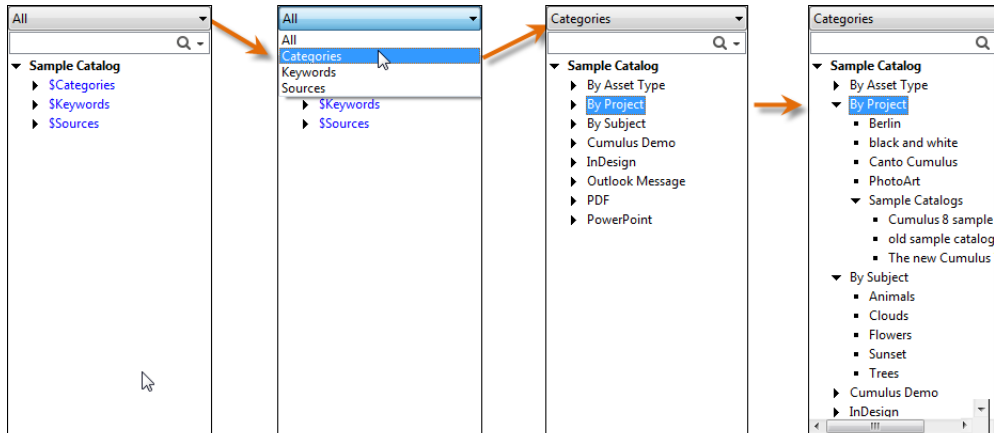 All
Sample Catalog
$Categories
$Keywords
$Sources
All
All
Categories
Keywords
Sources
$Keywords
$Sources
Categories
Sample Catalog
By Asset Type
By Project
By Subject
Cumulus Demo
InDesign
Outlook Message
PDF
PowerPoint
Categories
Sample Catalog
By Asset Type
By Project
Berlin
black and white
Canto Cumulus
PhotoArt
Sample Catalogs
Cumulus 8 sample
old sample catalog
The new Cumulus
By Subject
Animals
Clouds
Flowers
Sunset
Trees
Cumulus Demo
InDesign